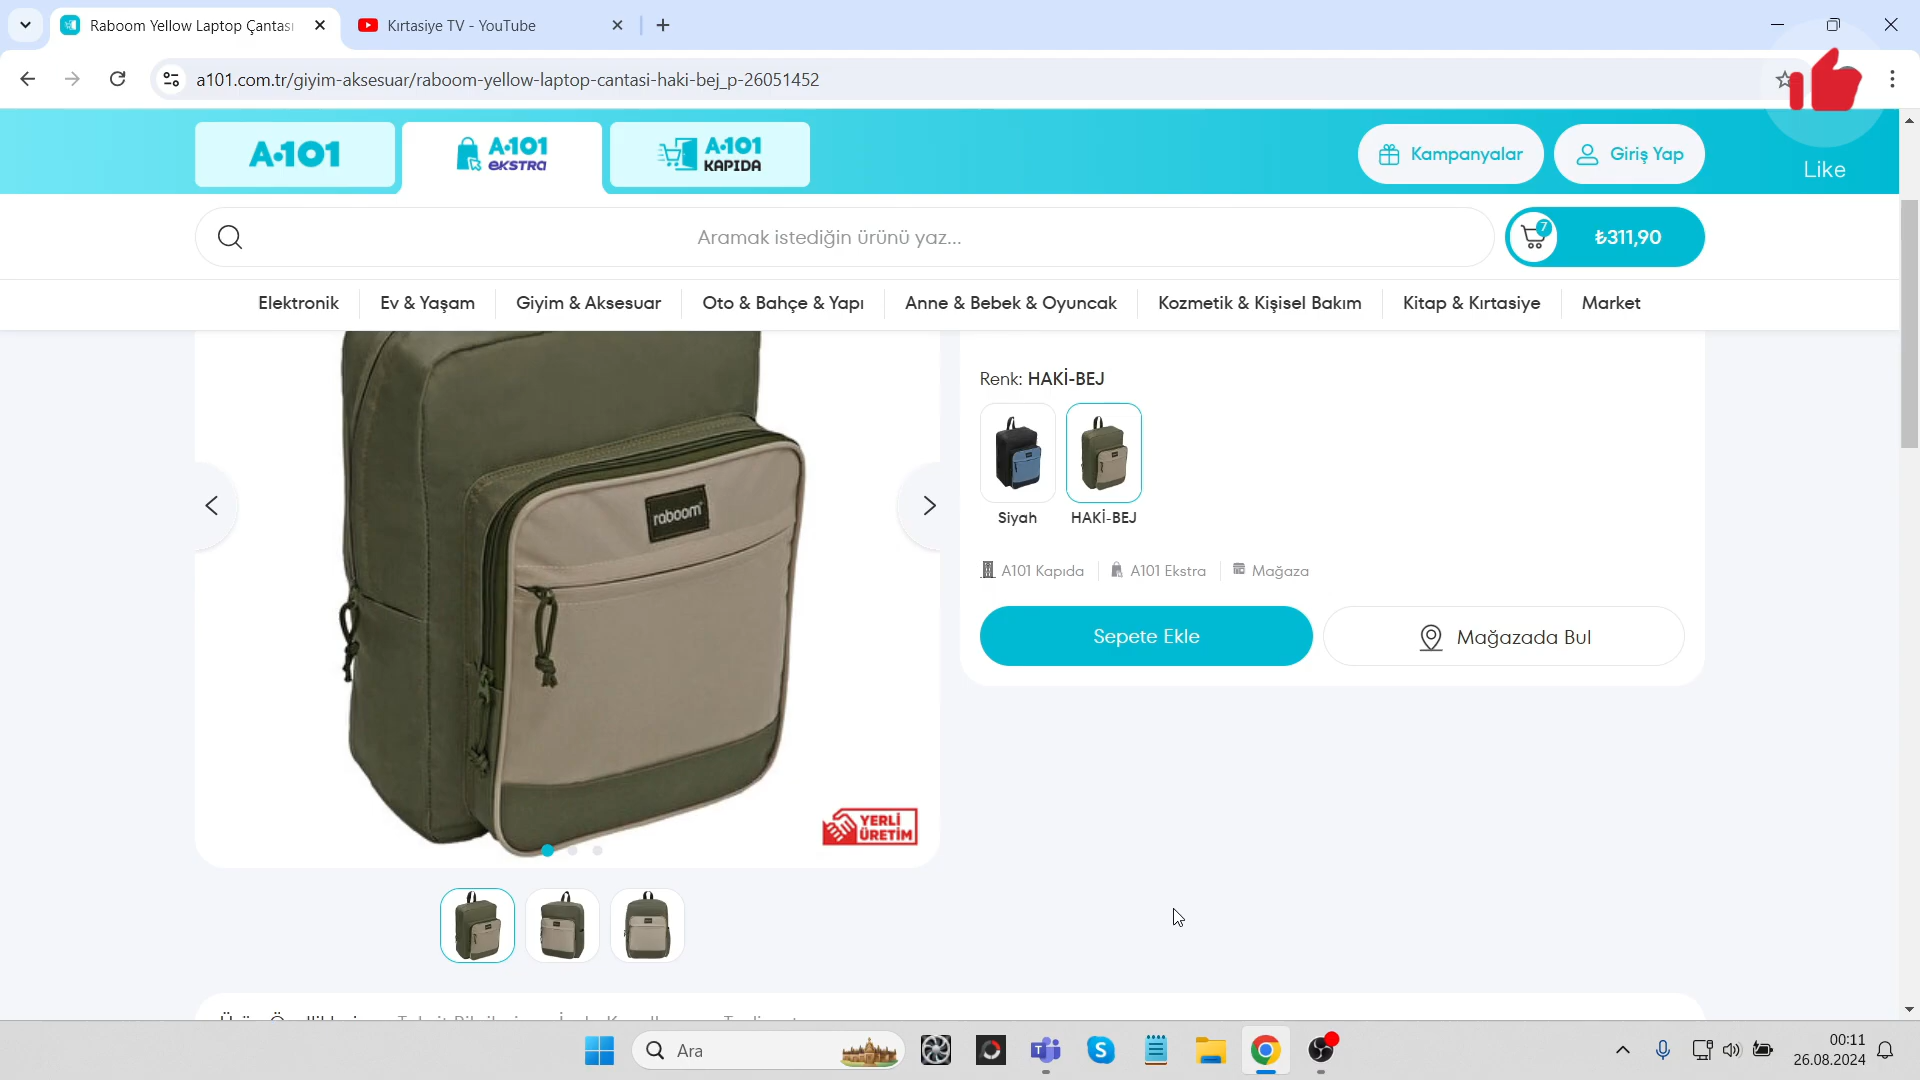 Raboom Yellow Laptop Çantası
Kırtasiye TV - YouTube
a101.com.tr/giyim-aksesuar/raboom-yellow-laptop-cantasi-haki-bej_p-26051452
A-101
A-101 EKSTRA
A-101 KAPIDA
Kampanyalar
Giriş Yap
Like
Aramak istediğin ürünü yaz...
7
₺311,90
Elektronik
Ev & Yaşam
Giyim & Aksesuar
Oto & Bahçe & Yapı
Anne & Bebek & Oyuncak
Kozmetik & Kişisel Bakım
Kitap & Kırtasiye
Market
raboom
YERLİ
ÜRETİM
Renk: HAKİ-BEJ
Siyah
HAKİ-BEJ
A101 Kapıda
A101 Ekstra
Mağaza
Sepete Ekle
Mağazada Bul
Ara
00:11
26.08.2024